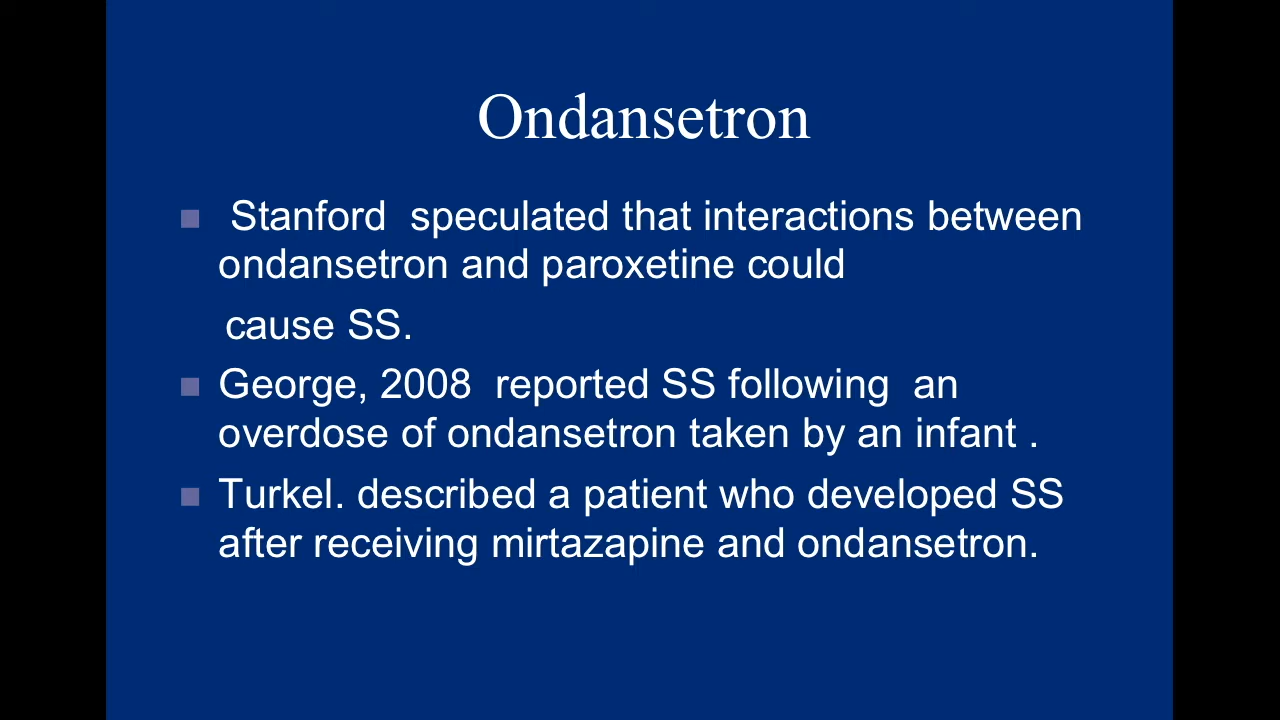 Ondansetron
Stanford  speculated that interactions between
ondansetron and paroxetine could
cause SS.
George, 2008  reported SS following  an
overdose of ondansetron taken by an infant .
Turkel. described a patient who developed SS
after receiving mirtazapine and ondansetron.